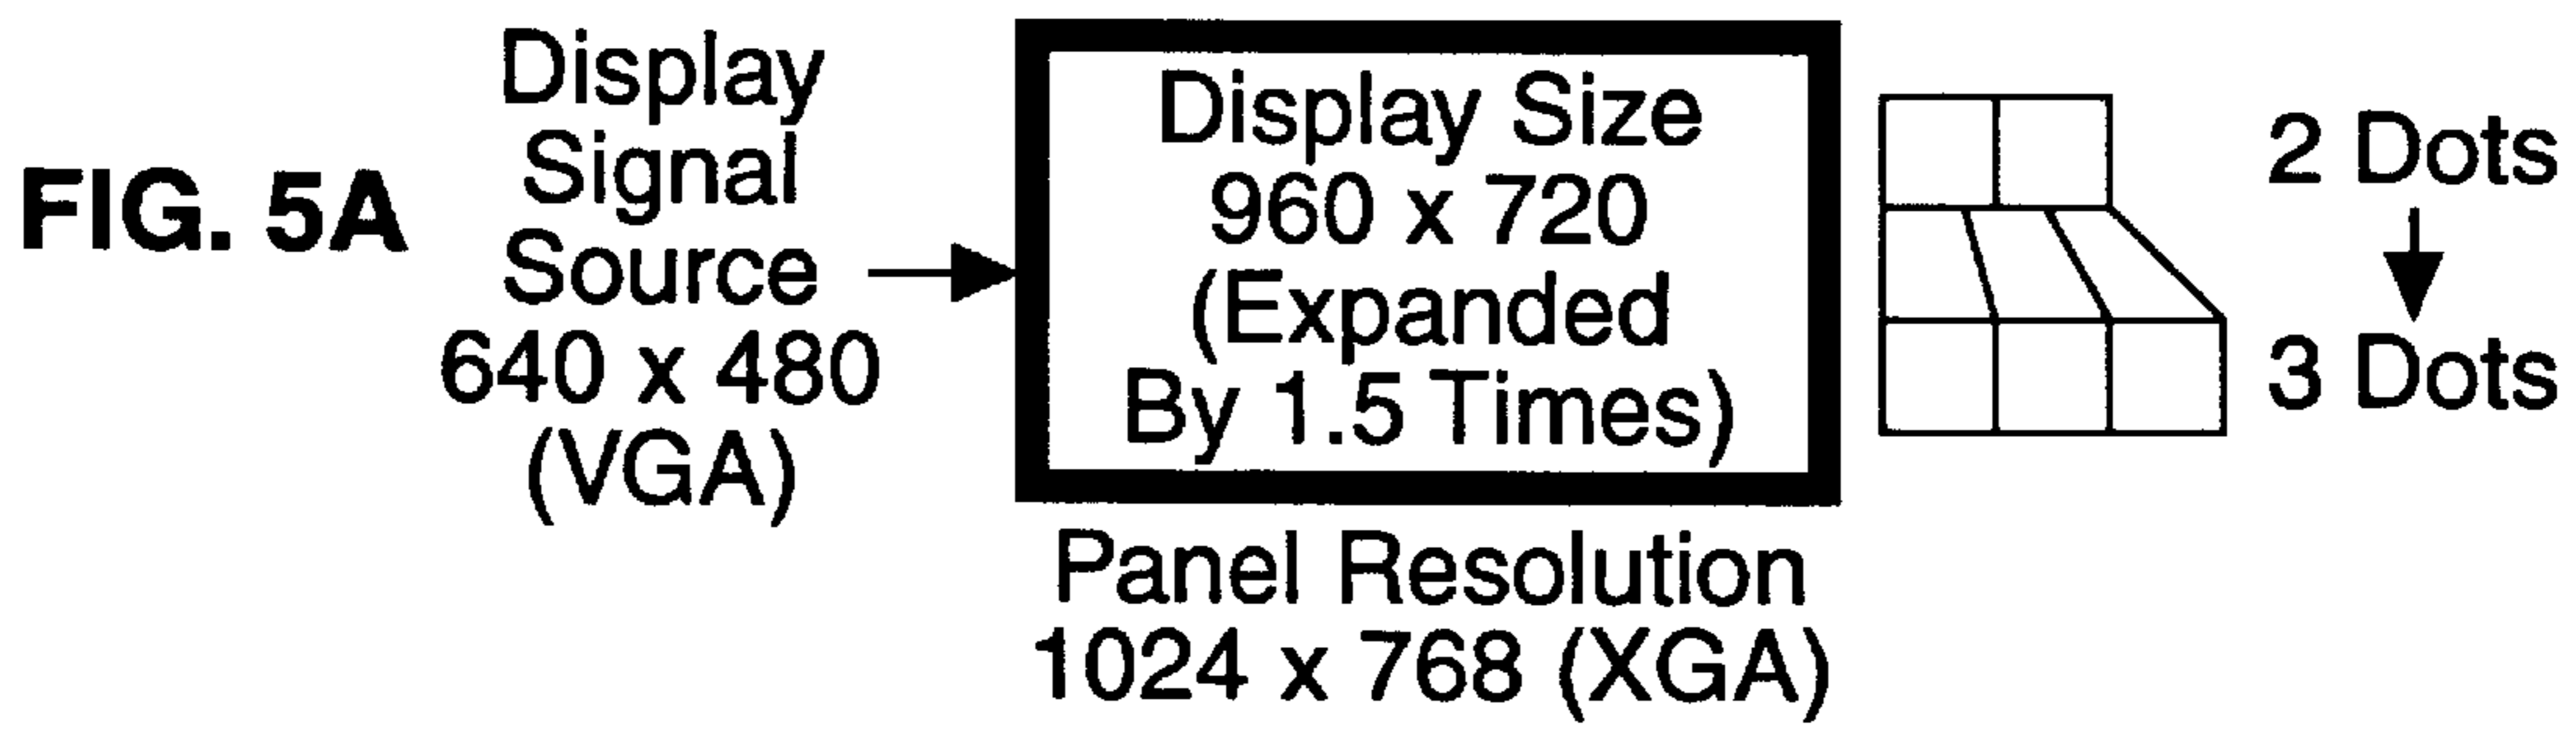 FIG. 5A
Display
Signal
Source
640 x 480
(VGA)
Display Size
960 x 720
(Expanded
By 1.5 Times)
Panel Resolution
1024 x 768 (XGA)
2 Dots
3 Dots